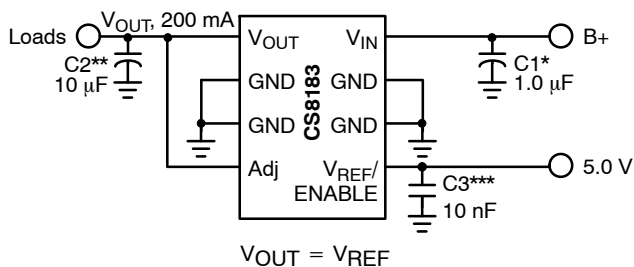 Loads
VOUT, 200 mA
C2**
10 μF
VOUT
GND
GND
Adj
CS8183
VIN
GND
GND
VREF/
ENABLE
C1*
1.0 μF
B+
C3***
10 nF
5.0 V
VOUT = VREF